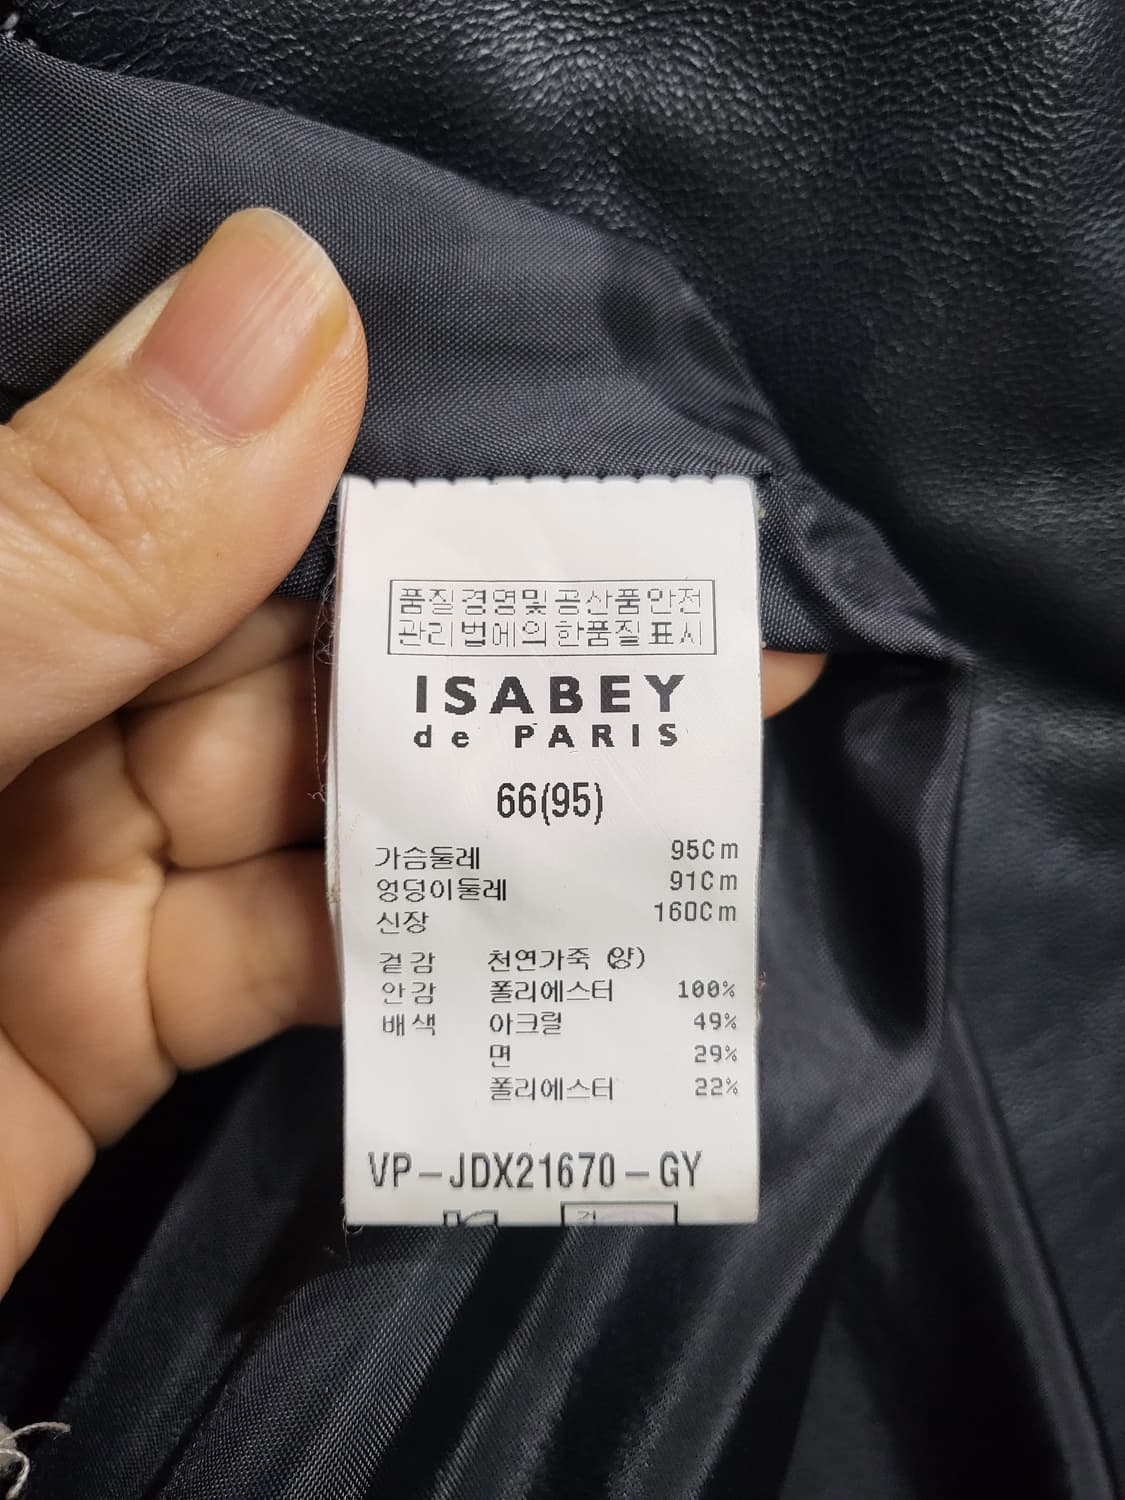 품질경영및공산품안전
관리법에의한품질表시
ISABEY
de PARIS
66(95)
가슴둘레 95Cm
엉덩이둘레 91Cm
신장 160Cm
겉감 천연가죽 (양)
안감 폴리에스터 100%
배색 아크릴 49%
면 29%
폴리에스터 22%
VP-JDX21670-GY